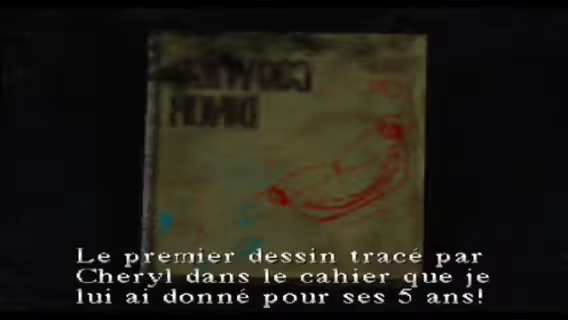 Le premier dessin tracé par
Cheryl dans le cahier que je
lui ai donné pour ses 5 ans!